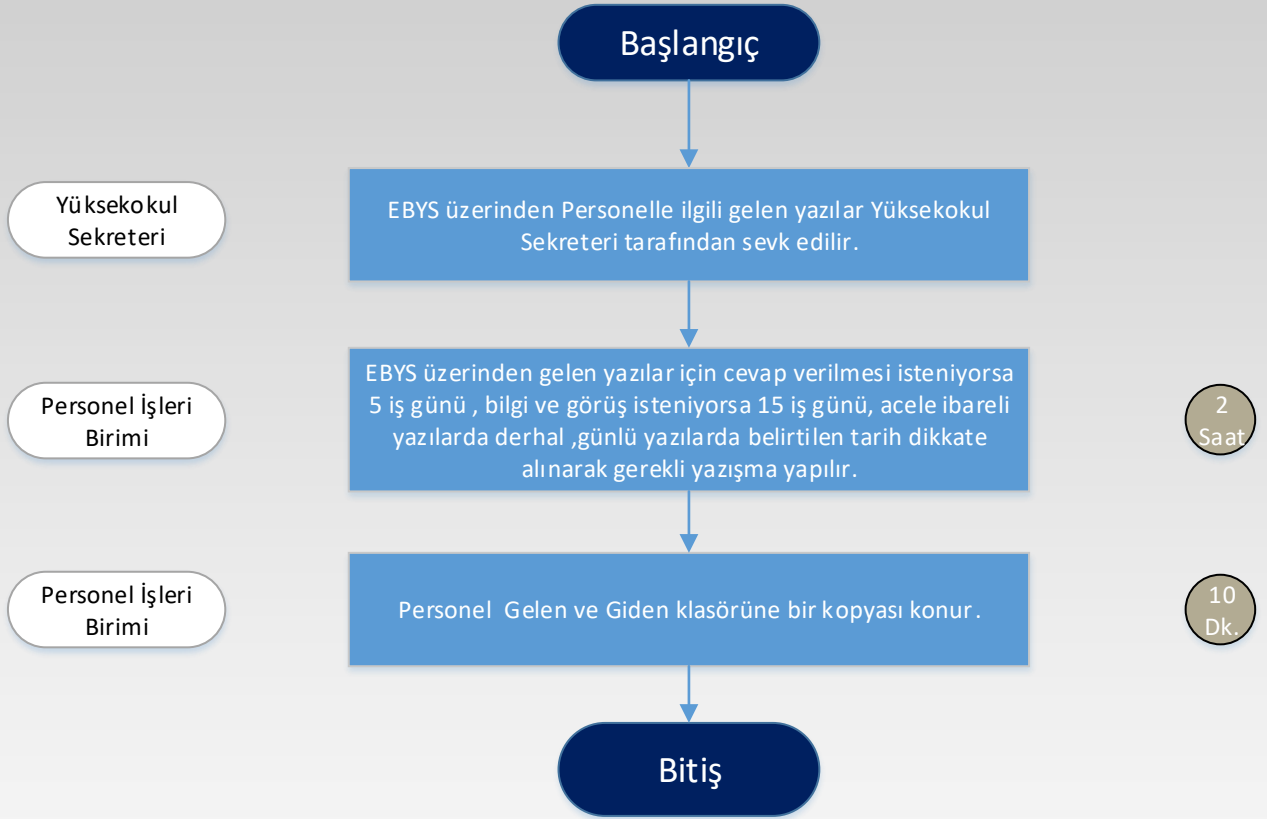 Başlangıç
Yüksekokul
Sekreteri
EBYS üzerinden Personelle ilgili gelen yazılar Yüksekokul
Sekreteri tarafından sevk edilir.
Personel İşleri
Birimi
EBYS üzerinden gelen yazılar için cevap verilmesi isteniyorsa
5 iş günü , bilgi ve görüş isteniyorsa 15 iş günü, acele ibareli
yazılarda derhal ,günlü yazılarda belirtilen tarih dikkate
alınarak gerekli yazışma yapılır.
2
Saat
Personel İşleri
Birimi
Personel  Gelen ve Giden klasörüne bir kopyası konur.
10
Dk.
Bitiş